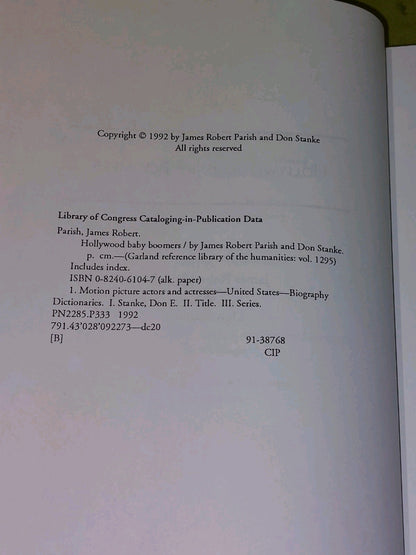 Copyright © 1992 by James Robert Parish and Don Stanke
All rights reserved
Library of Congress Cataloging-in-Publication Data
Parish, James Robert.
Hollywood baby boomers / by James Robert Parish and Don Stanke.
p. cm.—(Garland reference library of the humanities: vol. 1295)
Includes index.
ISBN 0-8240-6104-7 (alk. paper)
1. Motion picture actors and actresses—United States—Biography
Dictionaries. I. Stanke, Don E. II. Title. III. Series.
PN2285.P333 1992
791.43'028'092273—dc20
[B] 91-38768
CIP